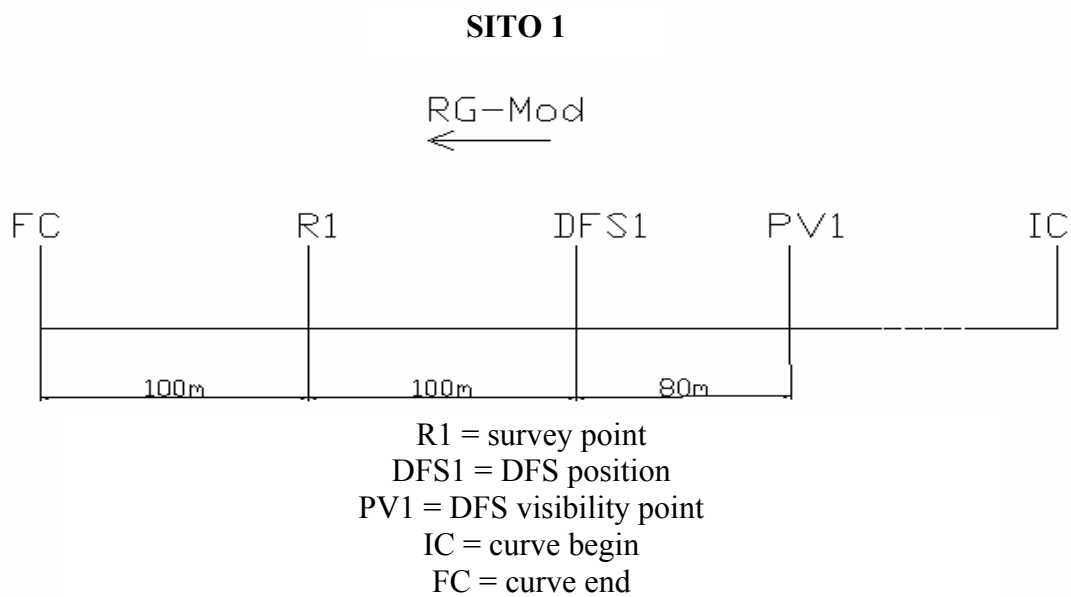 SITO 1
RG-Mod
FC R1 DFS1 PV1 IC
100m 100m 80m
R1 = survey point
DFS1 = DFS position
PV1 = DFS visibility point
IC = curve begin
FC = curve end